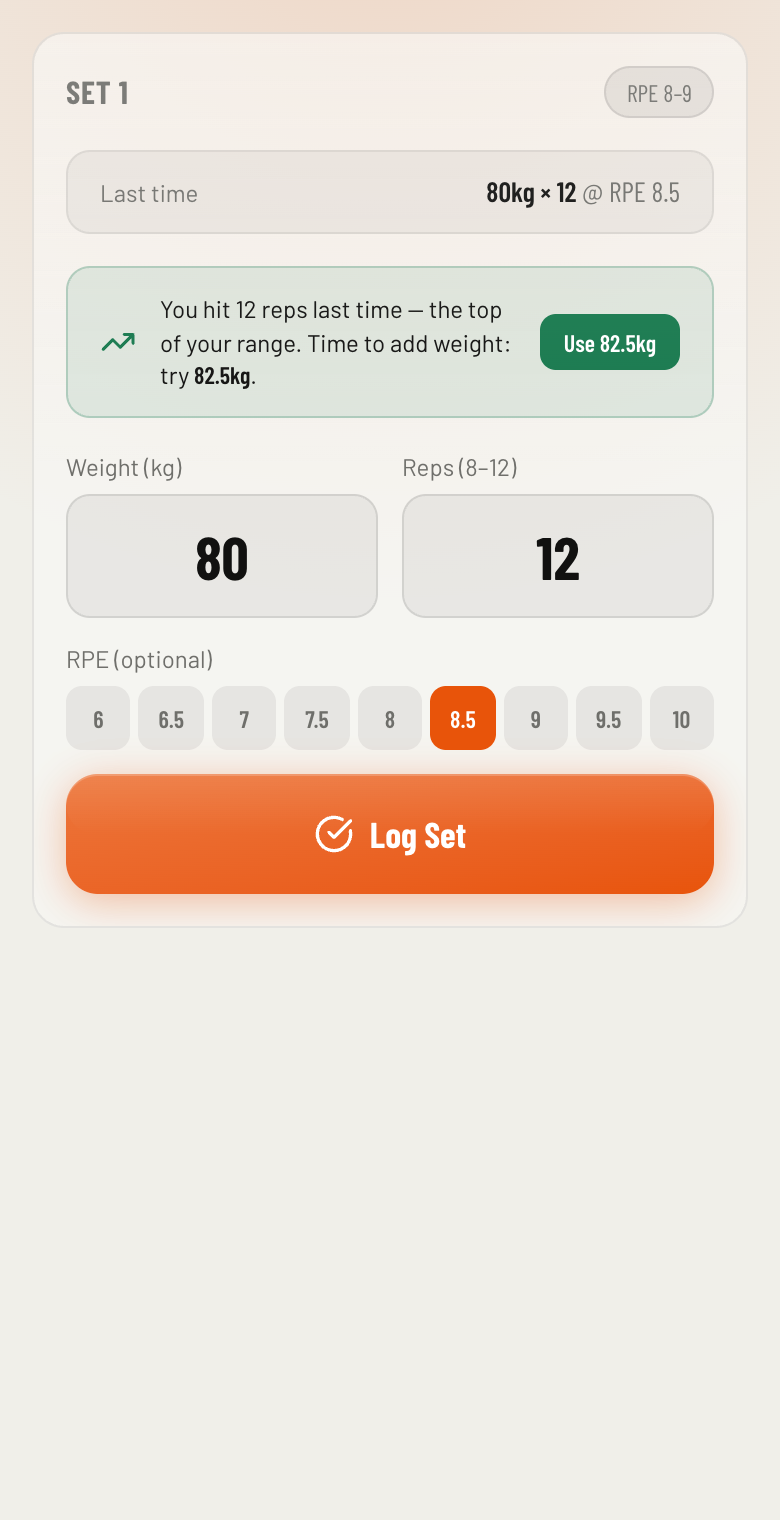 SET 1
RPE 8–9
Last time
80kg × 12 @ RPE 8.5
You hit 12 reps last time — the top
of your range. Time to add weight:
try 82.5kg.
Use 82.5kg
Weight (kg)
Reps (8–12)
80
12
RPE (optional)
6 6.5 7 7.5 8 8.5 9 9.5 10
Log Set